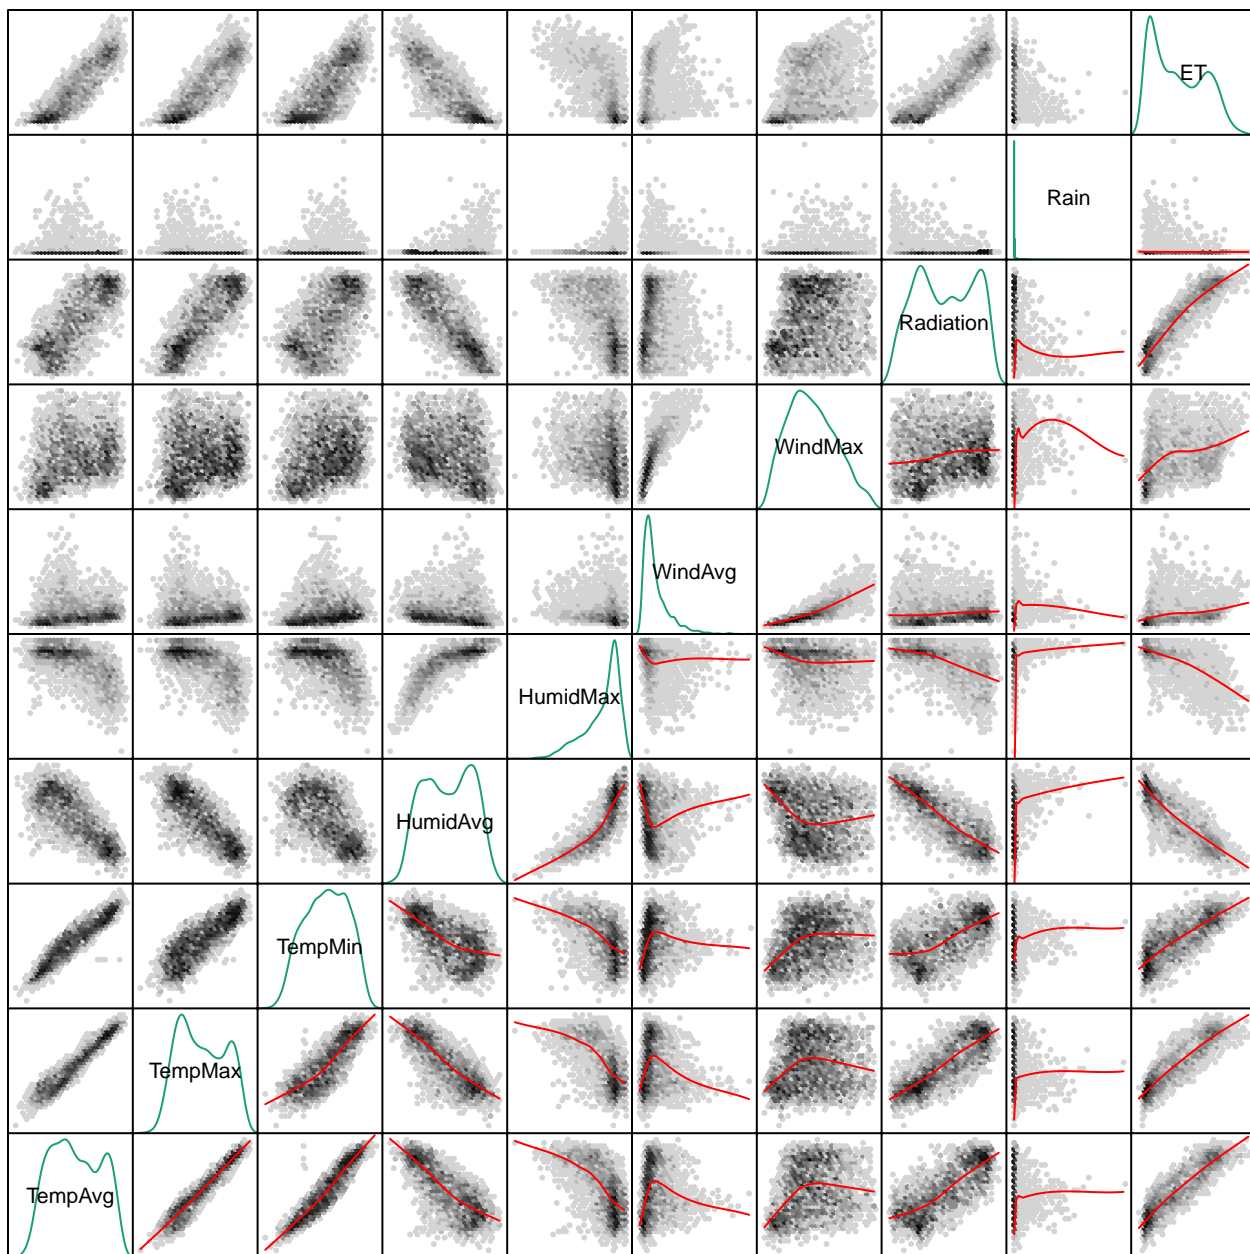 ET
Rain
Radiation
WindMax
WindAvg
HumidMax
HumidAvg
TempMin
TempMax
TempAvg